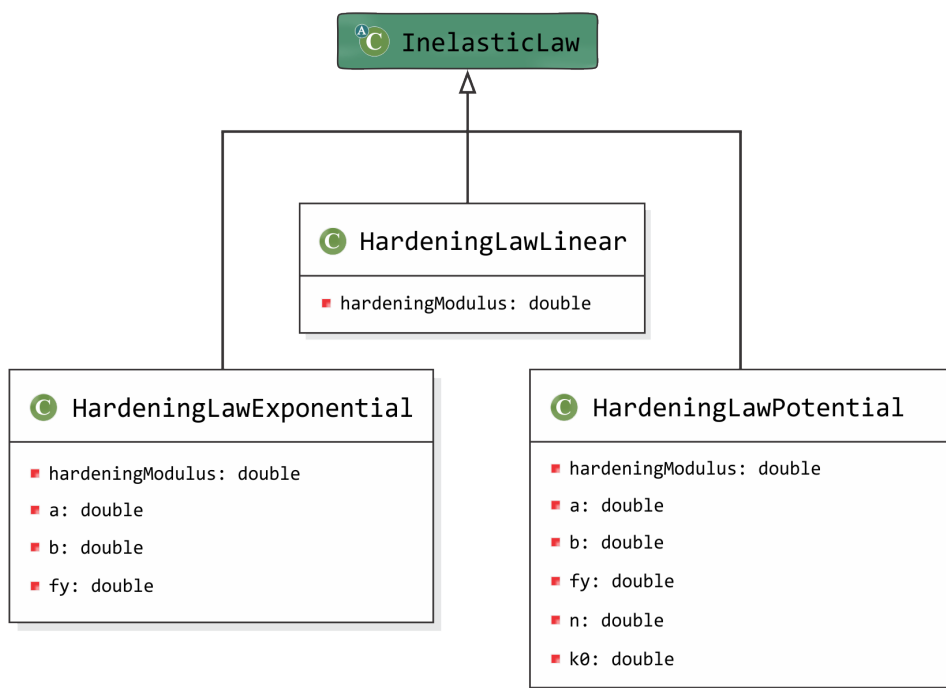 A
C InelasticLaw
C HardeningLawLinear
hardeningModulus: double
C HardeningLawExponential
hardeningModulus: double
a: double
b: double
fy: double
C HardeningLawPotential
hardeningModulus: double
a: double
b: double
fy: double
n: double
k0: double